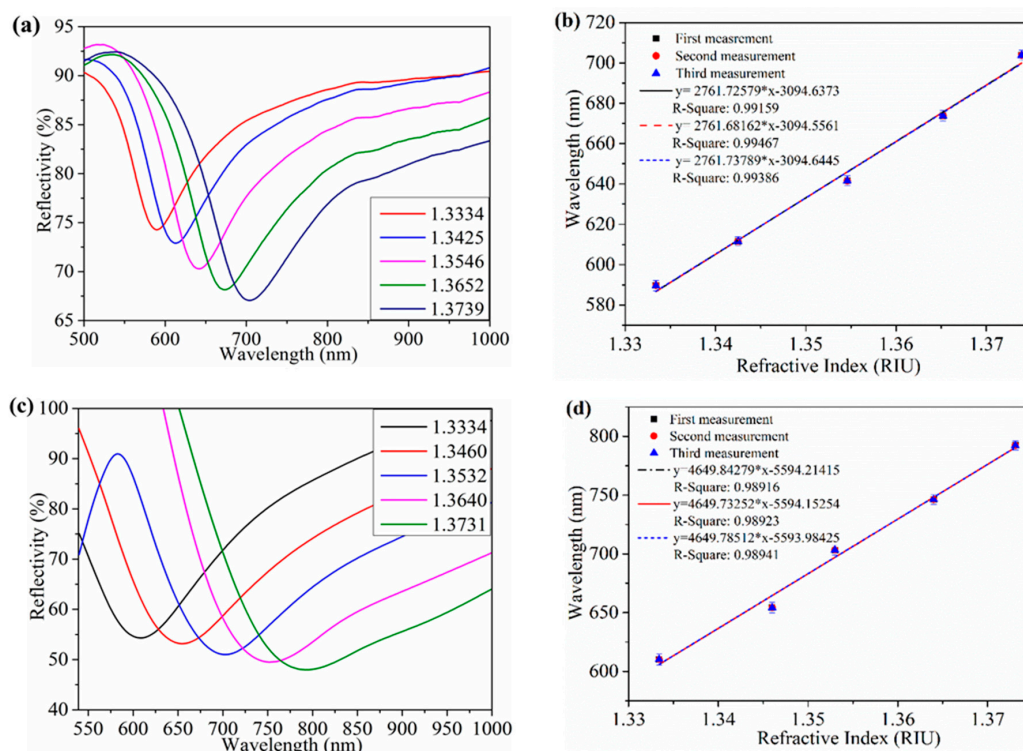 (a)
95
90
85
80
75
70
65
Reflectivity (%)
1.3334
1.3425
1.3546
1.3652
1.3739
500 600 700 800 900 1000
Wavelength (nm)
(b)
720
700
680
660
640
620
600
580
Wavelength (nm)
First measrement
Second measurement
Third measurement
y= 2761.72579*x-3094.6373
R-Square: 0.99159
y= 2761.68162*x-3094.5561
R-Square: 0.99467
y= 2761.73789*x-3094.6445
R-Square: 0.99386
1.33 1.34 1.35 1.36 1.37
Refractive Index (RIU)
(c)
100
90
80
70
60
50
40
Reflectivity (%)
1.3334
1.3460
1.3532
1.3640
1.3731
550 600 650 700 750 800 850 900 950 1000
Wavelength (nm)
(d)
800
750
700
650
600
Wavelength (nm)
First measurement
Second measurement
Third measurement
y=4649.84279*x-5594.21415
R-Square: 0.98916
y=4649.73252*x-5594.15254
R-Square: 0.98923
y=4649.78512*x-5593.98425
R-Square: 0.98941
1.33 1.34 1.35 1.36 1.37
Refractive Index (RIU)